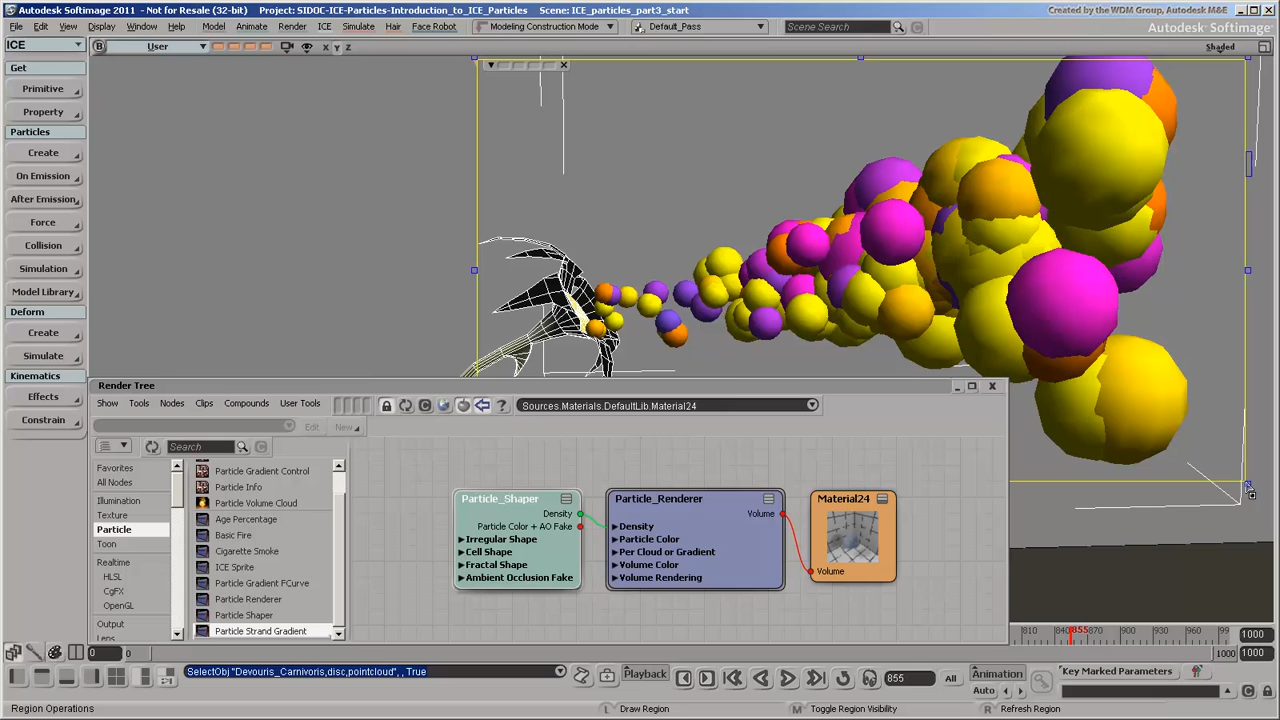 Autodesk Softimage 2011 - Not for Resale (32-bit)    Project: SIDOC-ICE-Particles-Introduction_to_ICE_Particles    Scene: ICE_particles_part3_start
Created by the WDM Group, Autodesk M&E
File Edit View Display Window Model Animate Render ICE Simulate Hair Face Robot Modeling Construction Mode Default_Pass Scene Search
Autodesk Softimage
ICE B User x y z Shaded
Get
Primitive
Property
Particles
Create
On Emission
After Emission
Force
Collision
Simulation
Model Library
Deform
Create
Simulate
Kinematics
Effects
Constrain
Render Tree
Show Tools Nodes Clips Compounds User Tools Sources.Materials.DefaultLib.Material24
Edit New
Search
Favorites
All Nodes
Illumination
Texture
Particle
Toon
Realtime
HLSL
CgFX
OpenGL
Output
Lens
Particle Gradient Control
Particle Info
Particle Volume Cloud
Age Percentage
Basic Fire
Cigarette Smoke
ICE Sprite
Particle Gradient FCurve
Particle Renderer
Particle Shaper
Particle Strand Gradient
Particle_Shaper
Density
Particle Color + AO Fake
Irregular Shape
Cell Shape
Fractal Shape
Ambient Occlusion Fake
Particle_Renderer
Volume
Density
Particle Color
Per Cloud or Gradient
Volume Color
Volume Rendering
Material24
Volume
810 855 870 900 930 960 99 1000
0 0 1000 1000
SelectObj "Devouris_Carnivoris,disc,pointcloud", , True
Playback 855 All
Animation
Auto
Key Marked Parameters
Region Operations L Draw Region M Toggle Region Visibility R Refresh Region